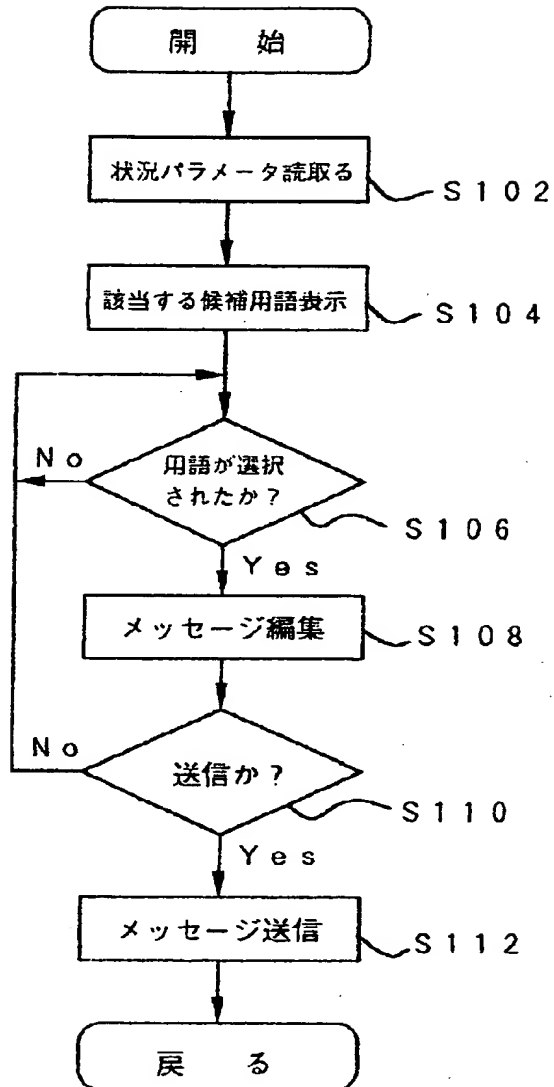 開 始
状況パラメータ読取る
S102
該当する候補用語表示
S104
No
用語が選択
されたか？
S106
Yes
メッセージ編集
S108
No
送信か？
S110
Yes
メッセージ送信
S112
戻 る